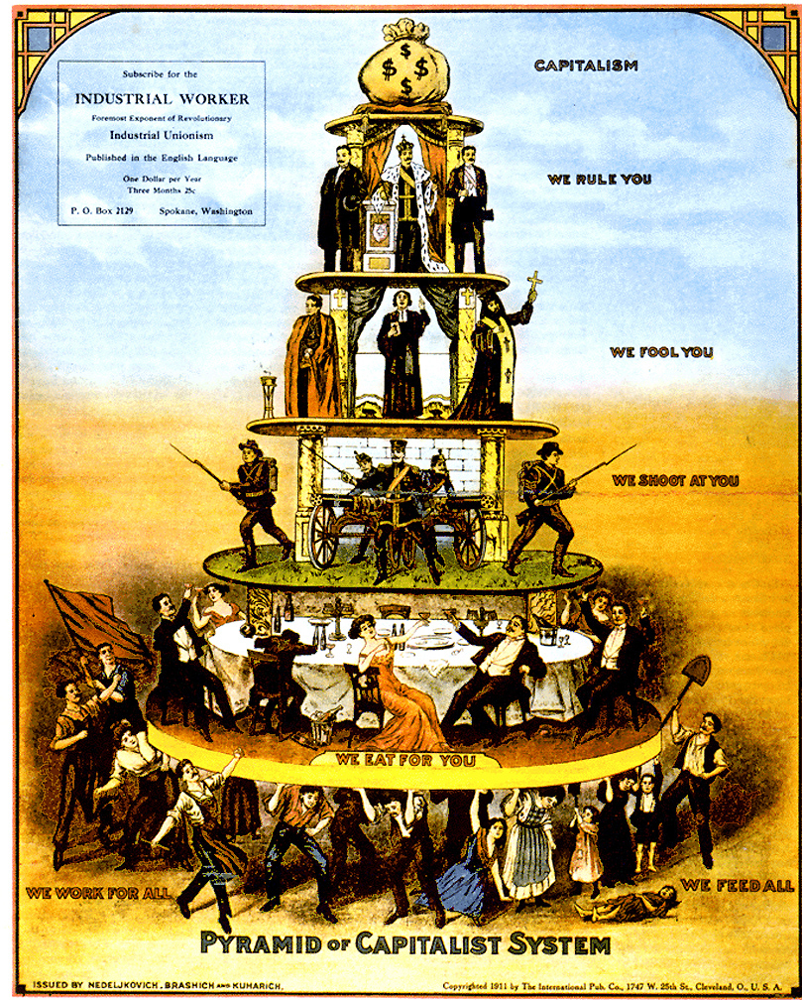 CAPITALISM
Subscribe for the
INDUSTRIAL WORKER
Foremost Exponent of Revolutionary
Industrial Unionism
Published in the English Language
One Dollar per Year
Three Months 25c
P. O. Box 2129 Spokane, Washington
$ $ $ $
WE RULE YOU
WE FOOL YOU
WE SHOOT AT YOU
WE EAT FOR YOU
WE WORK FOR ALL
WE FEED ALL
PYRAMID OF CAPITALIST SYSTEM
ISSUED BY NEDELJKOVICH, BRASHICH AND KUHARICH.
Copyrighted 1911 by The International Pub. Co., 1747 W. 25th St., Cleveland, O., U. S. A.